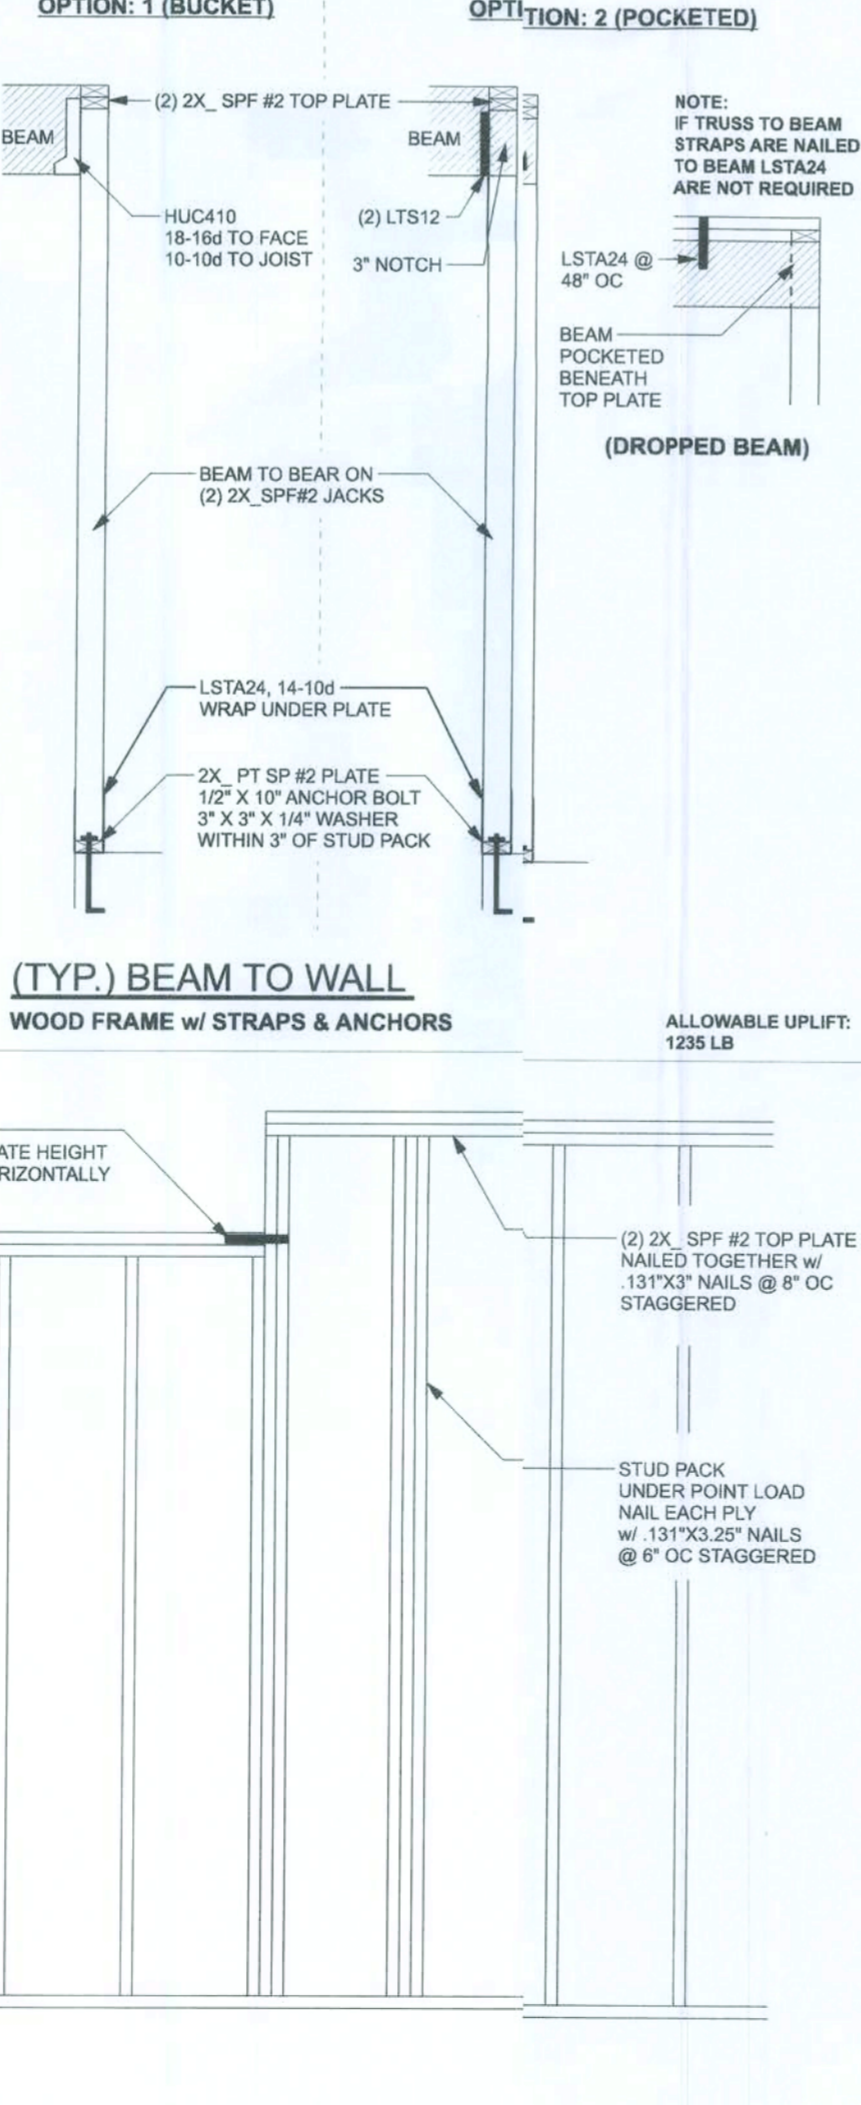 OPTION: 1 (BUCKET)
OPTI
TION: 2 (POCKETED)
(2) 2X_ SPF #2 TOP PLATE
BEAM
BEAM
HUC410
18-16d TO FACE
10-10d TO JOIST
(2) LTS12
3" NOTCH
NOTE:
IF TRUSS TO BEAM
STRAPS ARE NAILED
TO BEAM LSTA24
ARE NOT REQUIRED
LSTA24 @
48" OC
BEAM
POCKETED
BENEATH
TOP PLATE
(DROPPED BEAM)
BEAM TO BEAR ON
(2) 2X_SPF#2 JACKS
LSTA24, 14-10d
WRAP UNDER PLATE
2X_ PT SP #2 PLATE
1/2" X 10" ANCHOR BOLT
3" X 3" X 1/4" WASHER
WITHIN 3" OF STUD PACK
(TYP.) BEAM TO WALL
WOOD FRAME w/ STRAPS & ANCHORS
ALLOWABLE UPLIFT:
1235 LB
ATE HEIGHT
RIZONTALLY
(2) 2X_ SPF #2 TOP PLATE
NAILED TOGETHER w/
.131"X3" NAILS @ 8" OC
STAGGERED
STUD PACK
UNDER POINT LOAD
NAIL EACH PLY
w/ .131"X3.25" NAILS
@ 6" OC STAGGERED